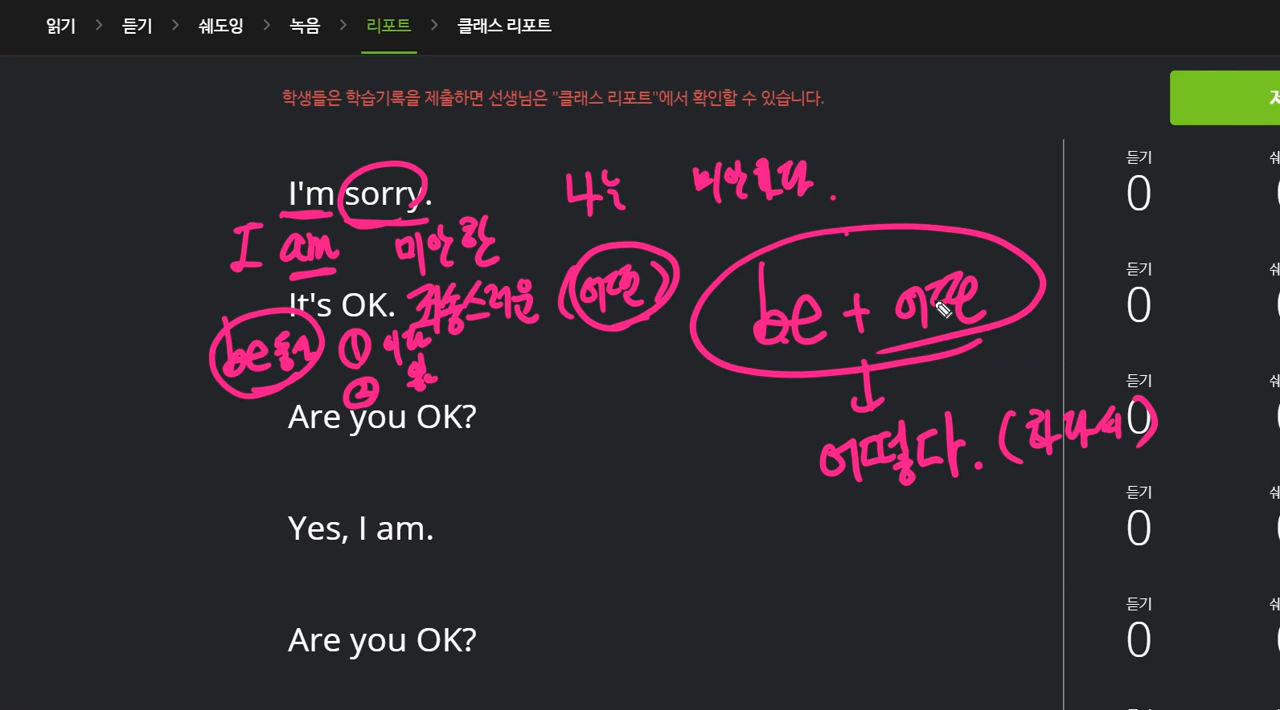 읽기 > 듣기 > 쉐도잉 > 녹음 > 리포트 > 클래스 리포트
학생들은 학습기록을 제출하면 선생님은 "클래스 리포트"에서 확인할 수 있습니다.
I'm sorry. 나는 미안하다.
듣기
0
I am 미안한
죄송스러운 (어떤)
be + 어떤
It's OK.
듣기
0
be동사 ① ②
어떻다.
Are you OK?
듣기
0
Yes, I am.
듣기
0
Are you OK?
듣기
0